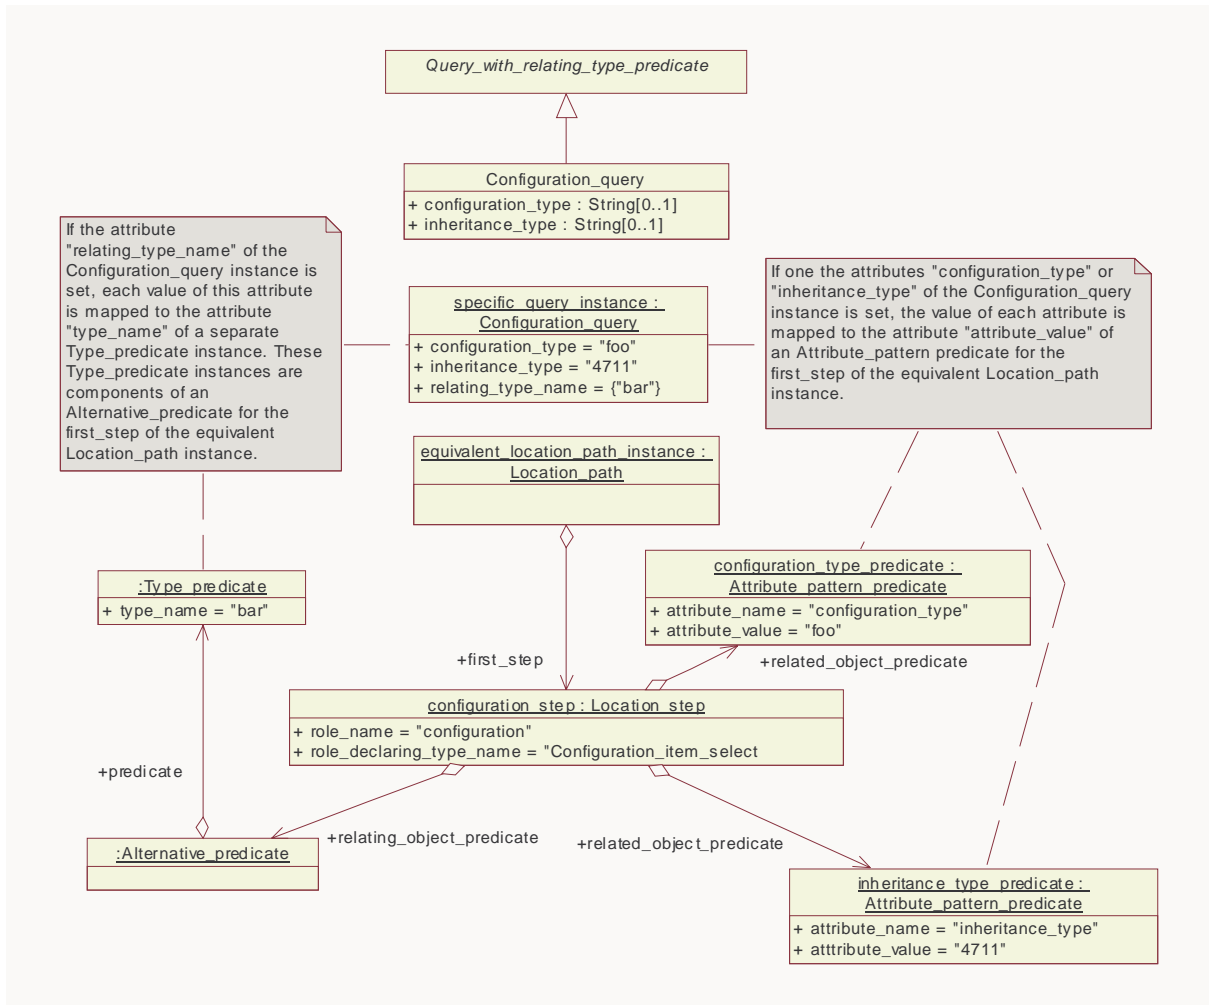 Query_with_relating_type_predicate
Configuration_query
+ configuration_type : String[0..1]
+ inheritance_type : String[0..1]
If the attribute
"relating_type_name" of the
Configuration_query instance is
set, each value of this attribute
is mapped to the attribute
"type_name" of a separate
Type_predicate instance. These
Type_predicate instances are
components of an
Alternative_predicate for the
first_step of the equivalent
Location_path instance.
specific_query_instance :
Configuration_query
+ configuration_type = "foo"
+ inheritance_type = "4711"
+ relating_type_name = {"bar"}
If one the attributes "configuration_type" or
"inheritance_type" of the Configuration_query
instance is set, the value of each attribute is
mapped to the attribute "attribute_value" of
an Attribute_pattern predicate for the
first_step of the equivalent Location_path
instance.
equivalent_location_path_instance :
Location_path
:Type_predicate
+ type_name = "bar"
configuration_type_predicate :
Attribute_pattern_predicate
+ attribute_name = "configuration_type"
+ attribute_value = "foo"
+first_step
+related_object_predicate
configuration_step : Location_step
+ role_name = "configuration"
+ role_declaring_type_name = "Configuration_item_select
+predicate
+relating_object_predicate
+related_object_predicate
:Alternative_predicate
inheritance_type_predicate :
Attribute_pattern_predicate
+ attribute_name = "inheritance_type"
+ atttribute_value = "4711"